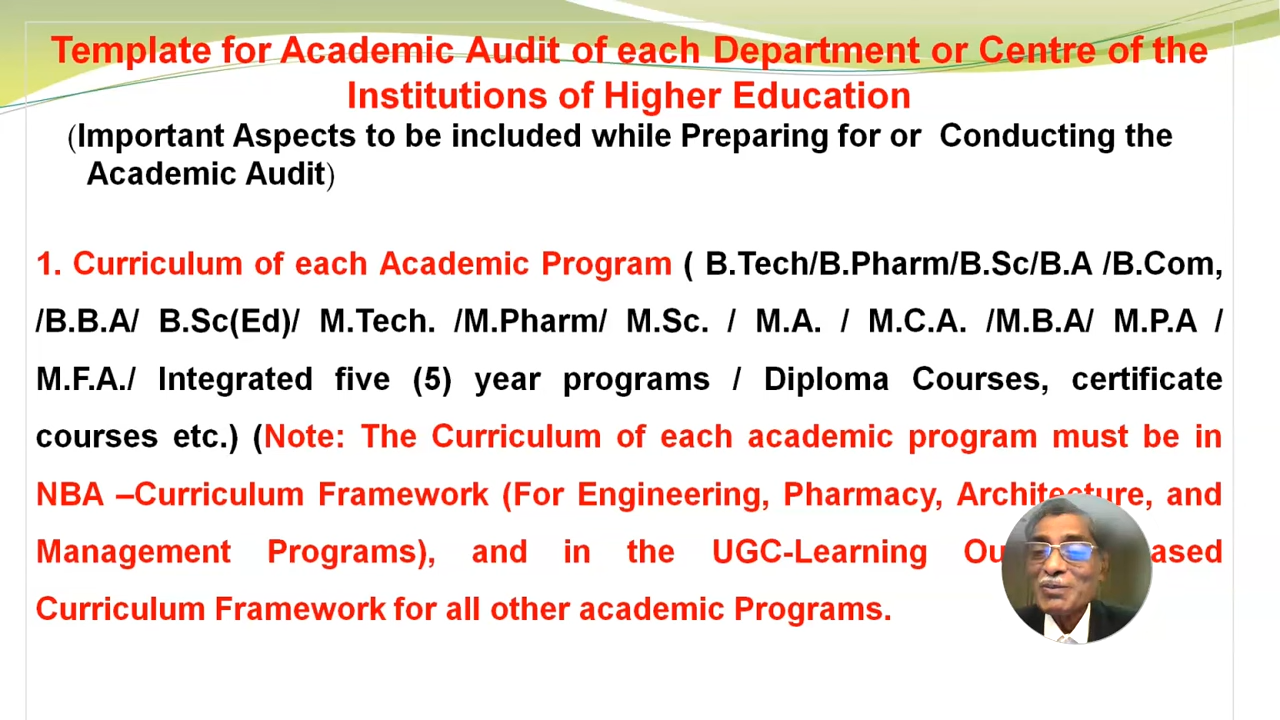 Template for Academic Audit of each Department or Centre of the
Institutions of Higher Education
(Important Aspects to be included while Preparing for or Conducting the
Academic Audit)
1. Curriculum of each Academic Program ( B.Tech/B.Pharm/B.Sc/B.A /B.Com,
/B.B.A/ B.Sc(Ed)/ M.Tech. /M.Pharm/ M.Sc. / M.A. / M.C.A. /M.B.A/ M.P.A /
M.F.A./ Integrated five (5) year programs / Diploma Courses, certificate
courses etc.) (Note: The Curriculum of each academic program must be in
NBA –Curriculum Framework (For Engineering, Pharmacy, Architecture, and
Management Programs), and in the UGC-Learning
Curriculum Framework for all other academic Programs.